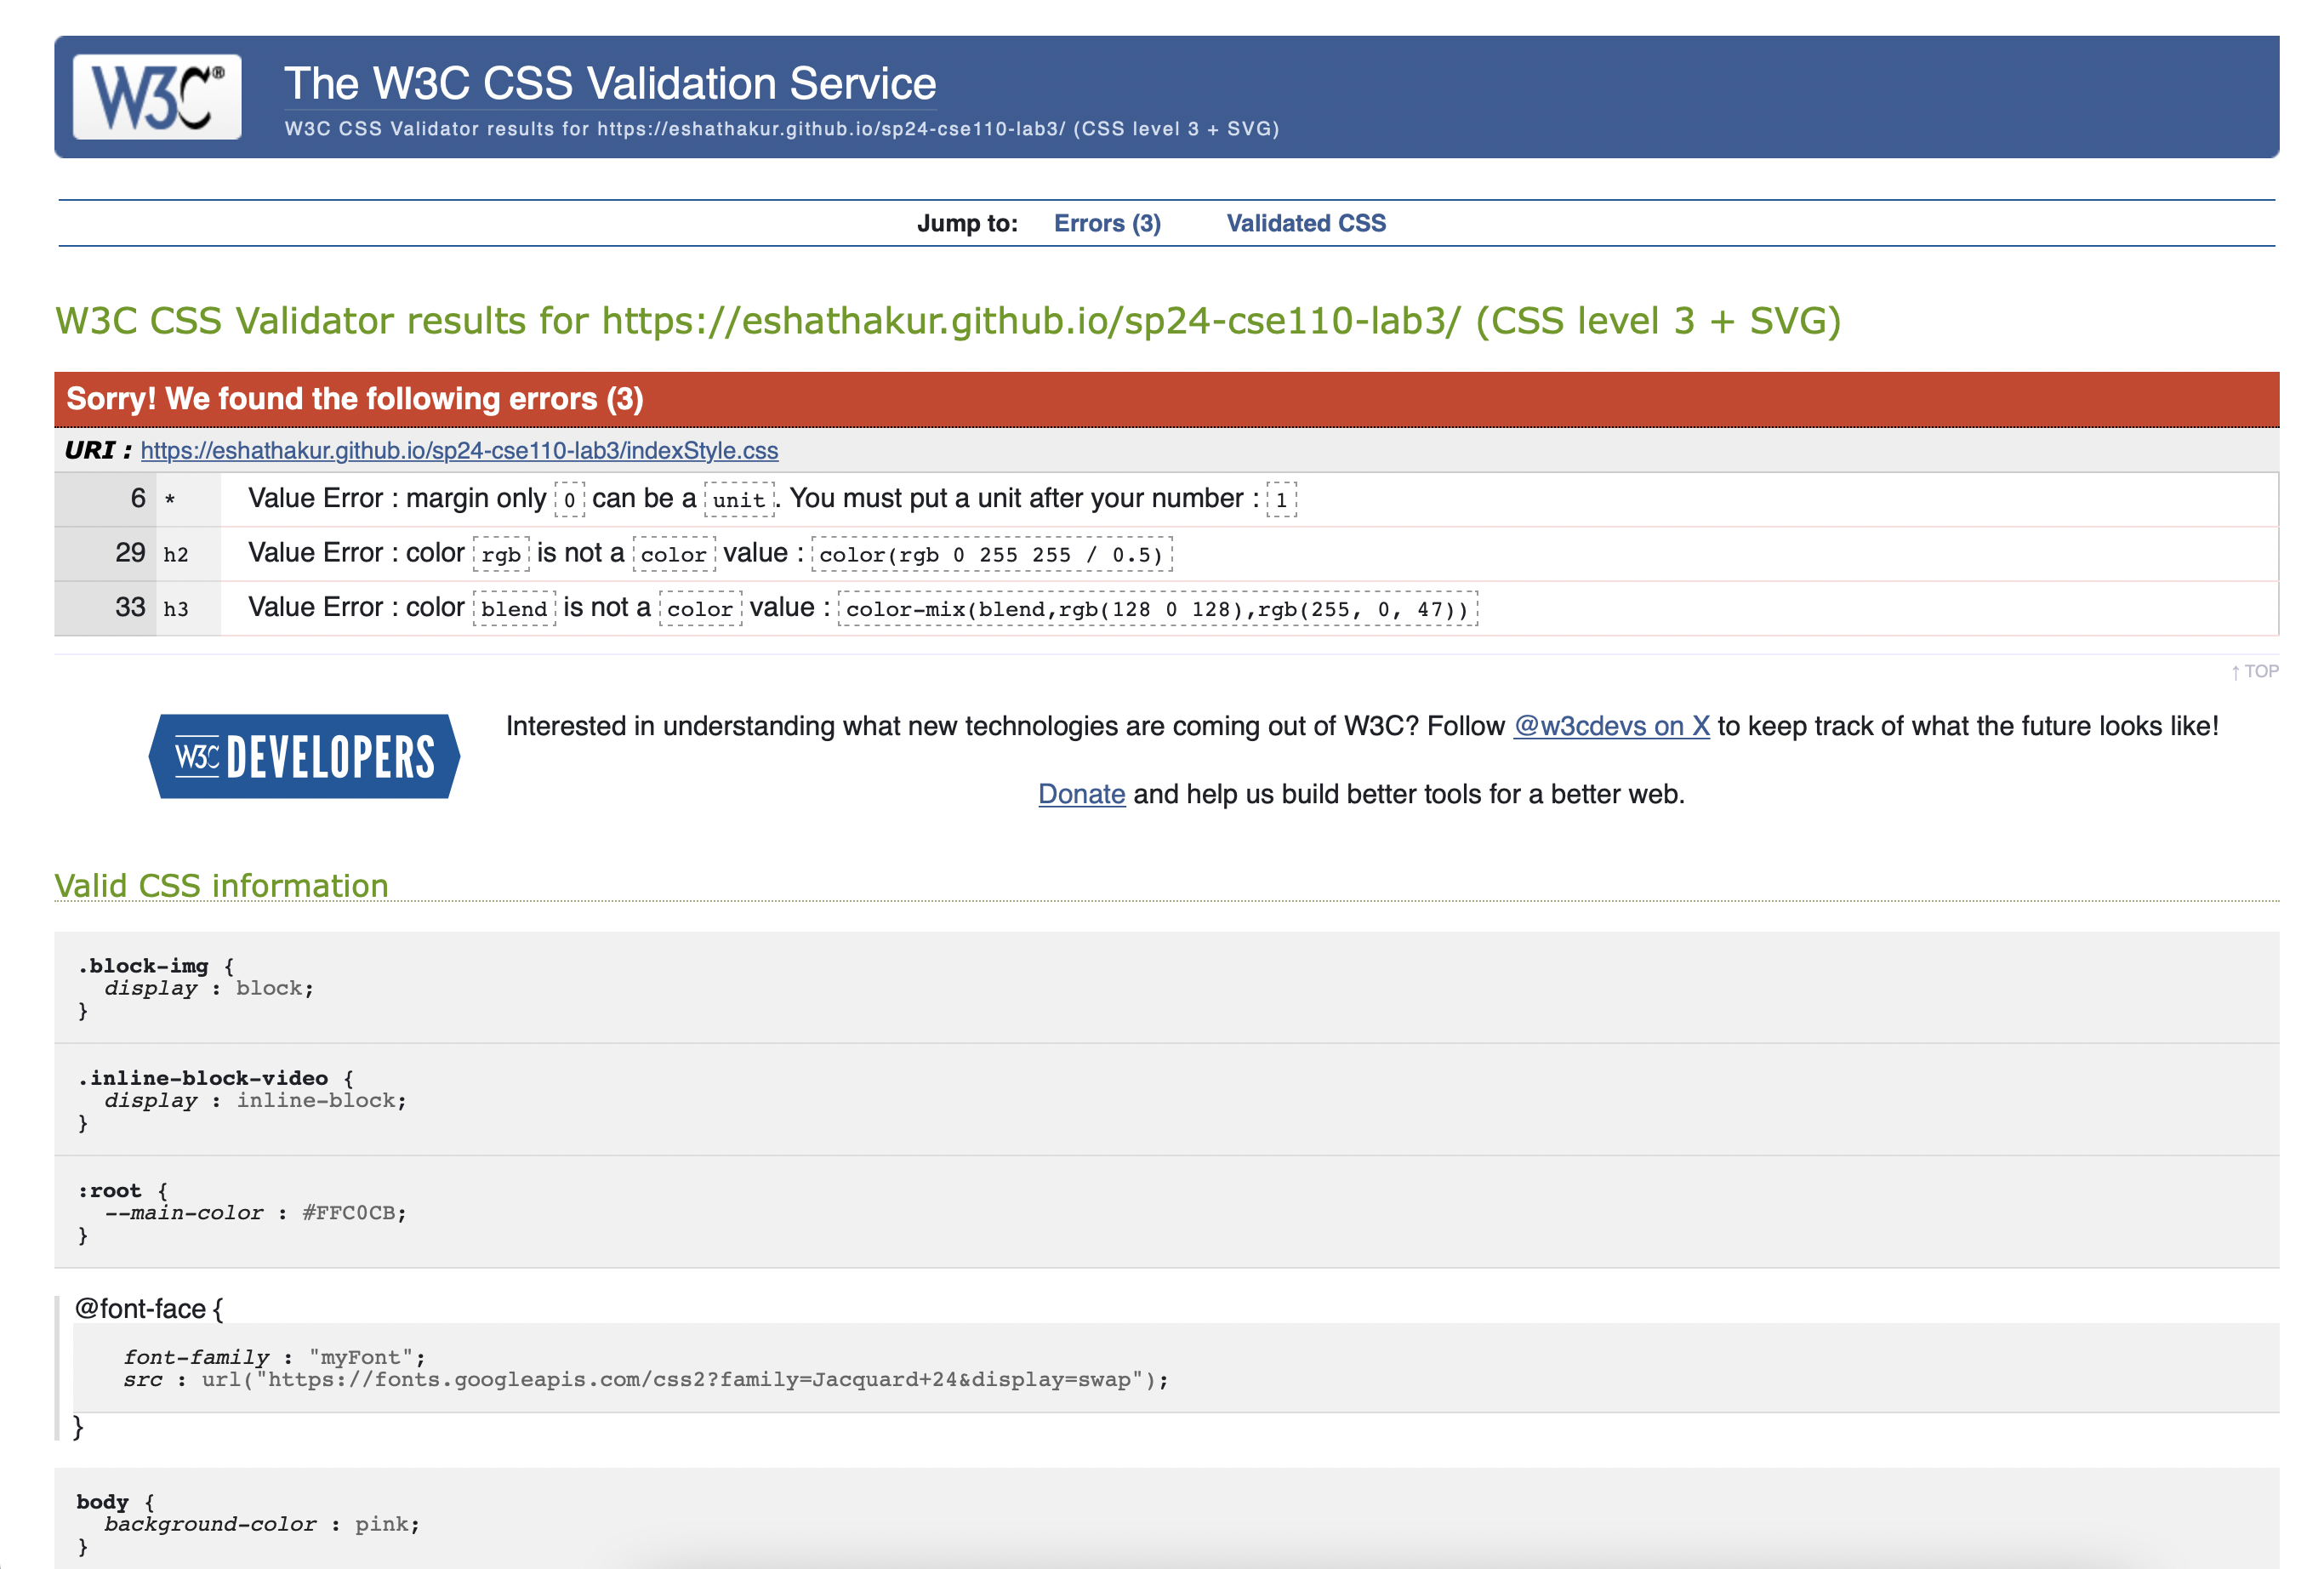 W3C®
The W3C CSS Validation Service
W3C CSS Validator results for https://eshathakur.github.io/sp24-cse110-lab3/ (CSS level 3 + SVG)
Jump to: Errors (3) Validated CSS
W3C CSS Validator results for https://eshathakur.github.io/sp24-cse110-lab3/ (CSS level 3 + SVG)
Sorry! We found the following errors (3)
URI : https://eshathakur.github.io/sp24-cse110-lab3/indexStyle.css
6 * Value Error : margin only 0 can be a unit. You must put a unit after your number : 1
29 h2 Value Error : color rgb is not a color value : color(rgb 0 255 255 / 0.5)
33 h3 Value Error : color blend is not a color value : color-mix(blend,rgb(128 0 128),rgb(255, 0, 47))
↑ TOP
W3C DEVELOPERS
Interested in understanding what new technologies are coming out of W3C? Follow @w3cdevs on X to keep track of what the future looks like!
Donate and help us build better tools for a better web.
Valid CSS information
.block-img {
display : block;
}
.inline-block-video {
display : inline-block;
}
:root {
--main-color : #FFC0CB;
}
@font-face {
font-family : "myFont";
src : url("https://fonts.googleapis.com/css2?family=Jacquard+24&display=swap");
}
body {
background-color : pink;
}